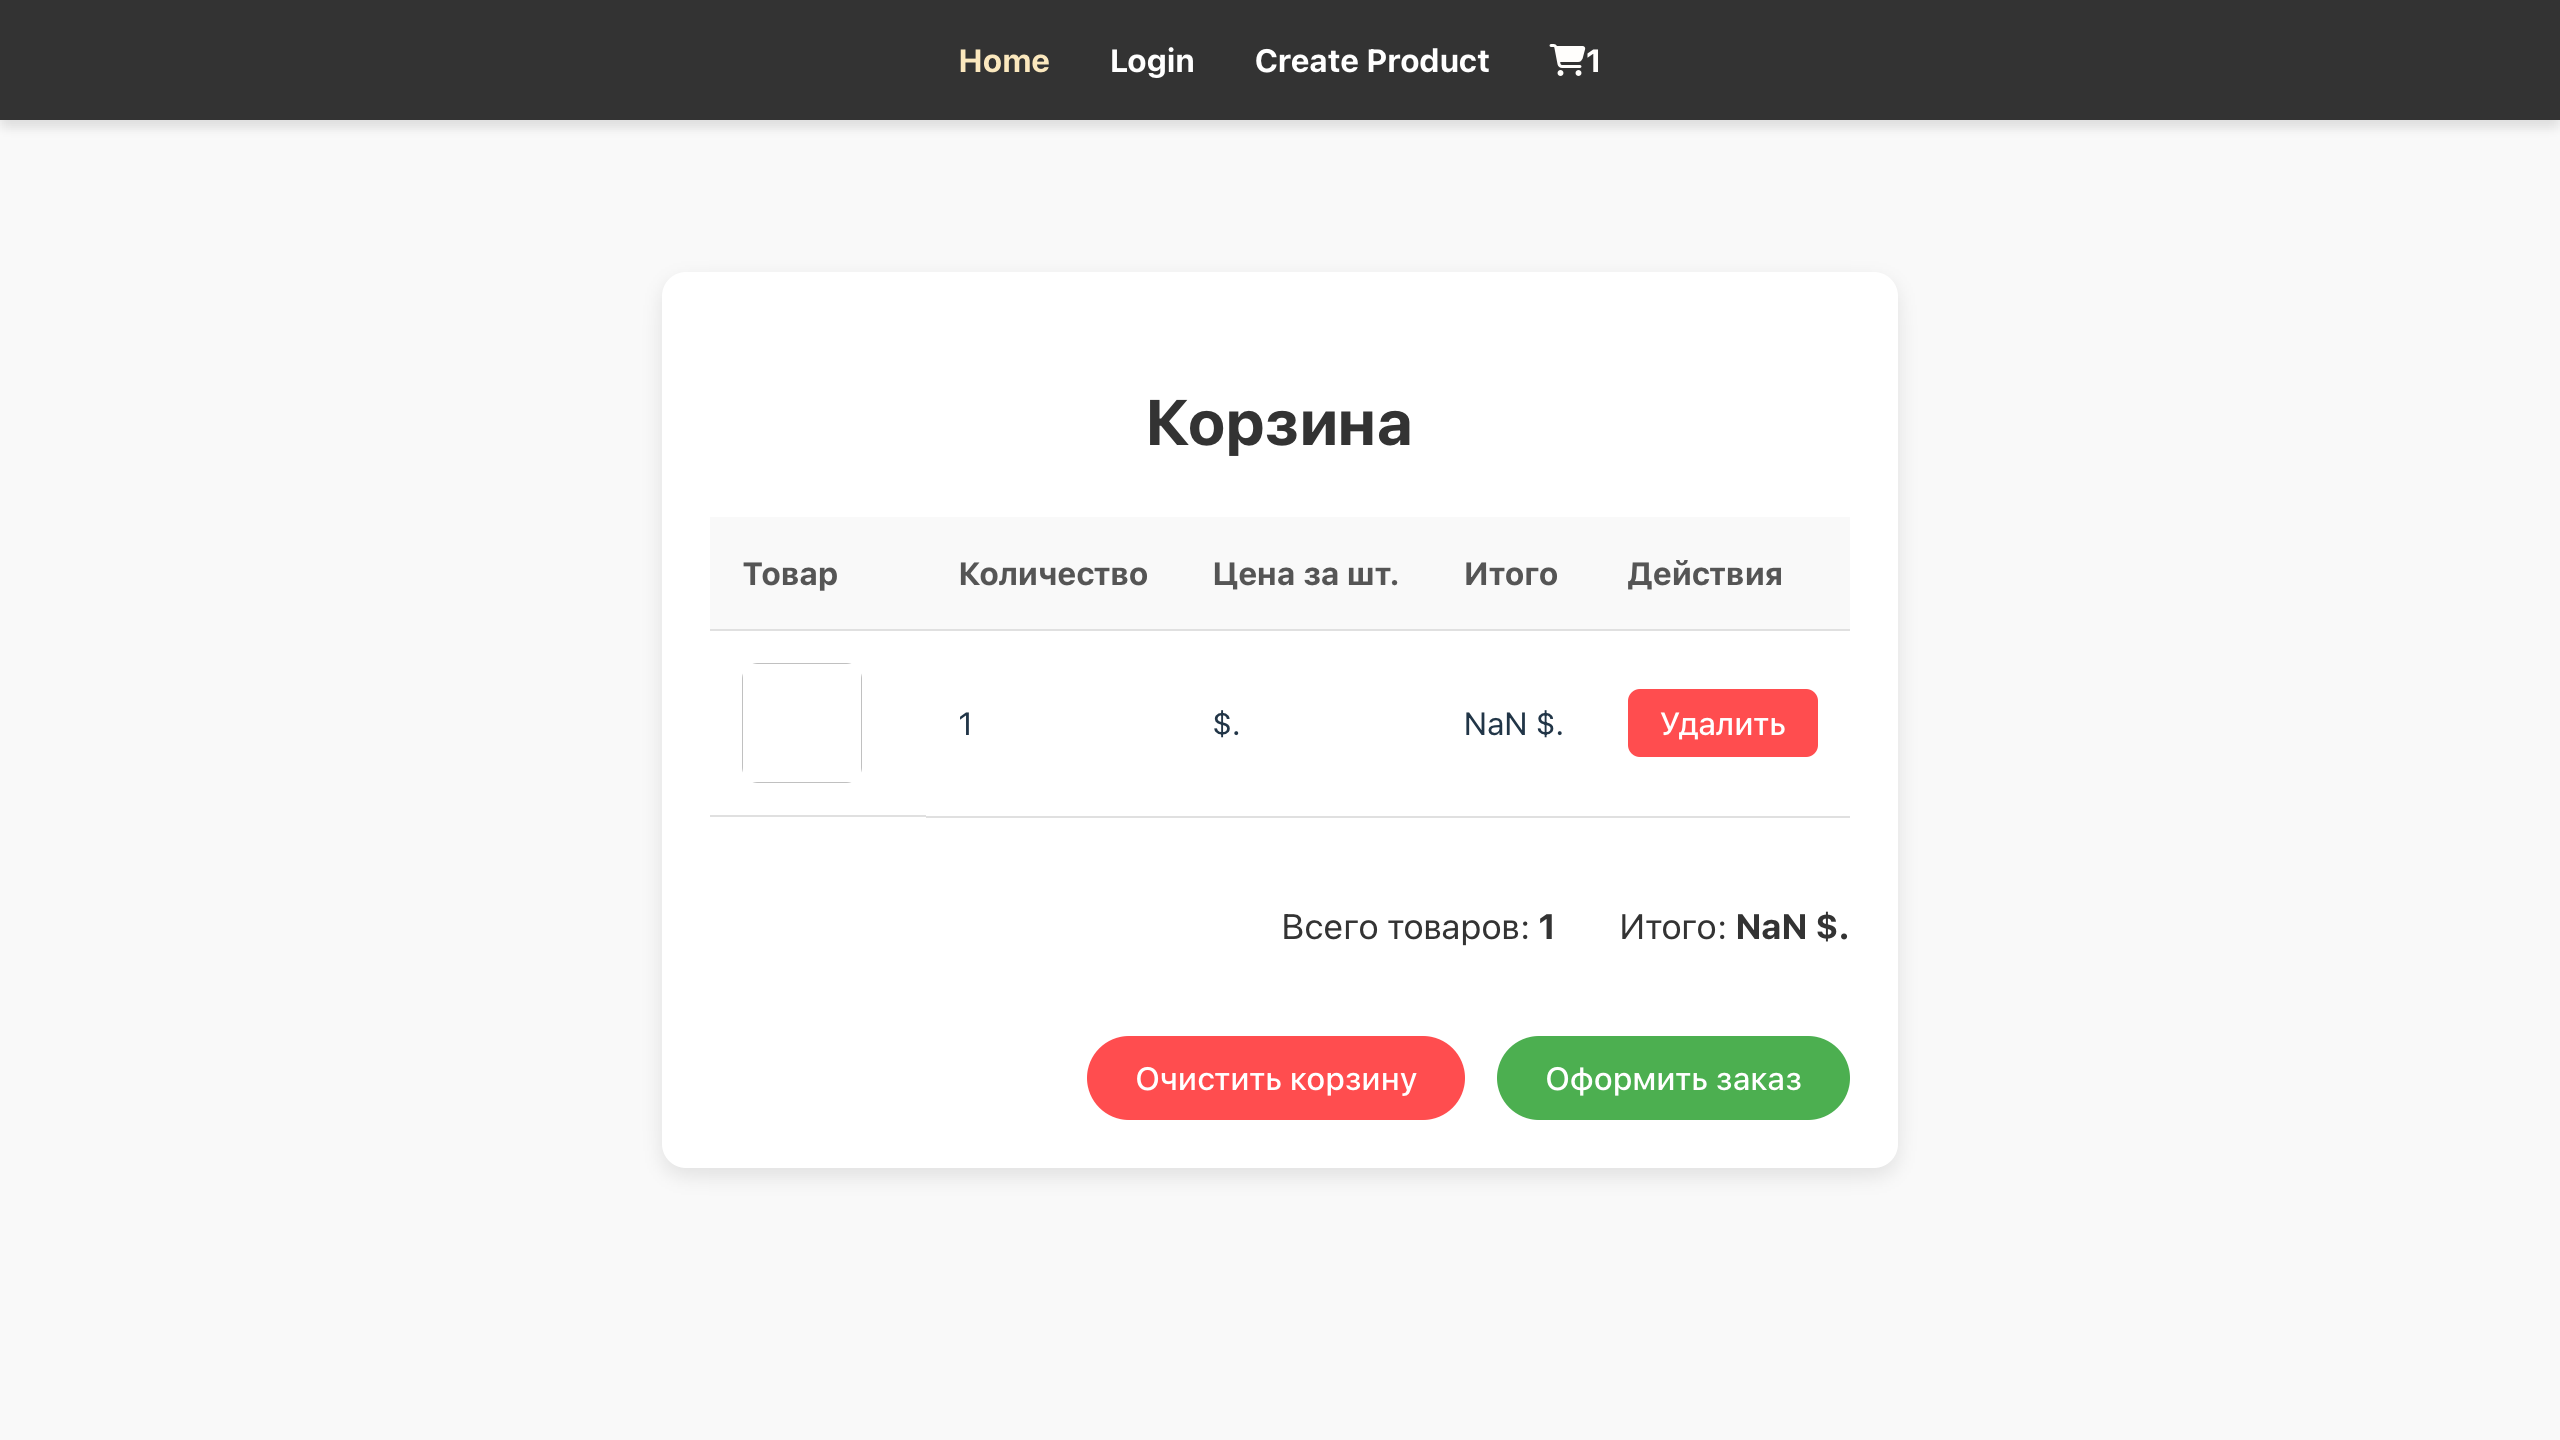 Home Login Create Product 1
Корзина
Товар Количество Цена за шт. Итого Действия
1 $. NaN $. Удалить
Всего товаров: 1 Итого: NaN $.
Очистить корзину Оформить заказ